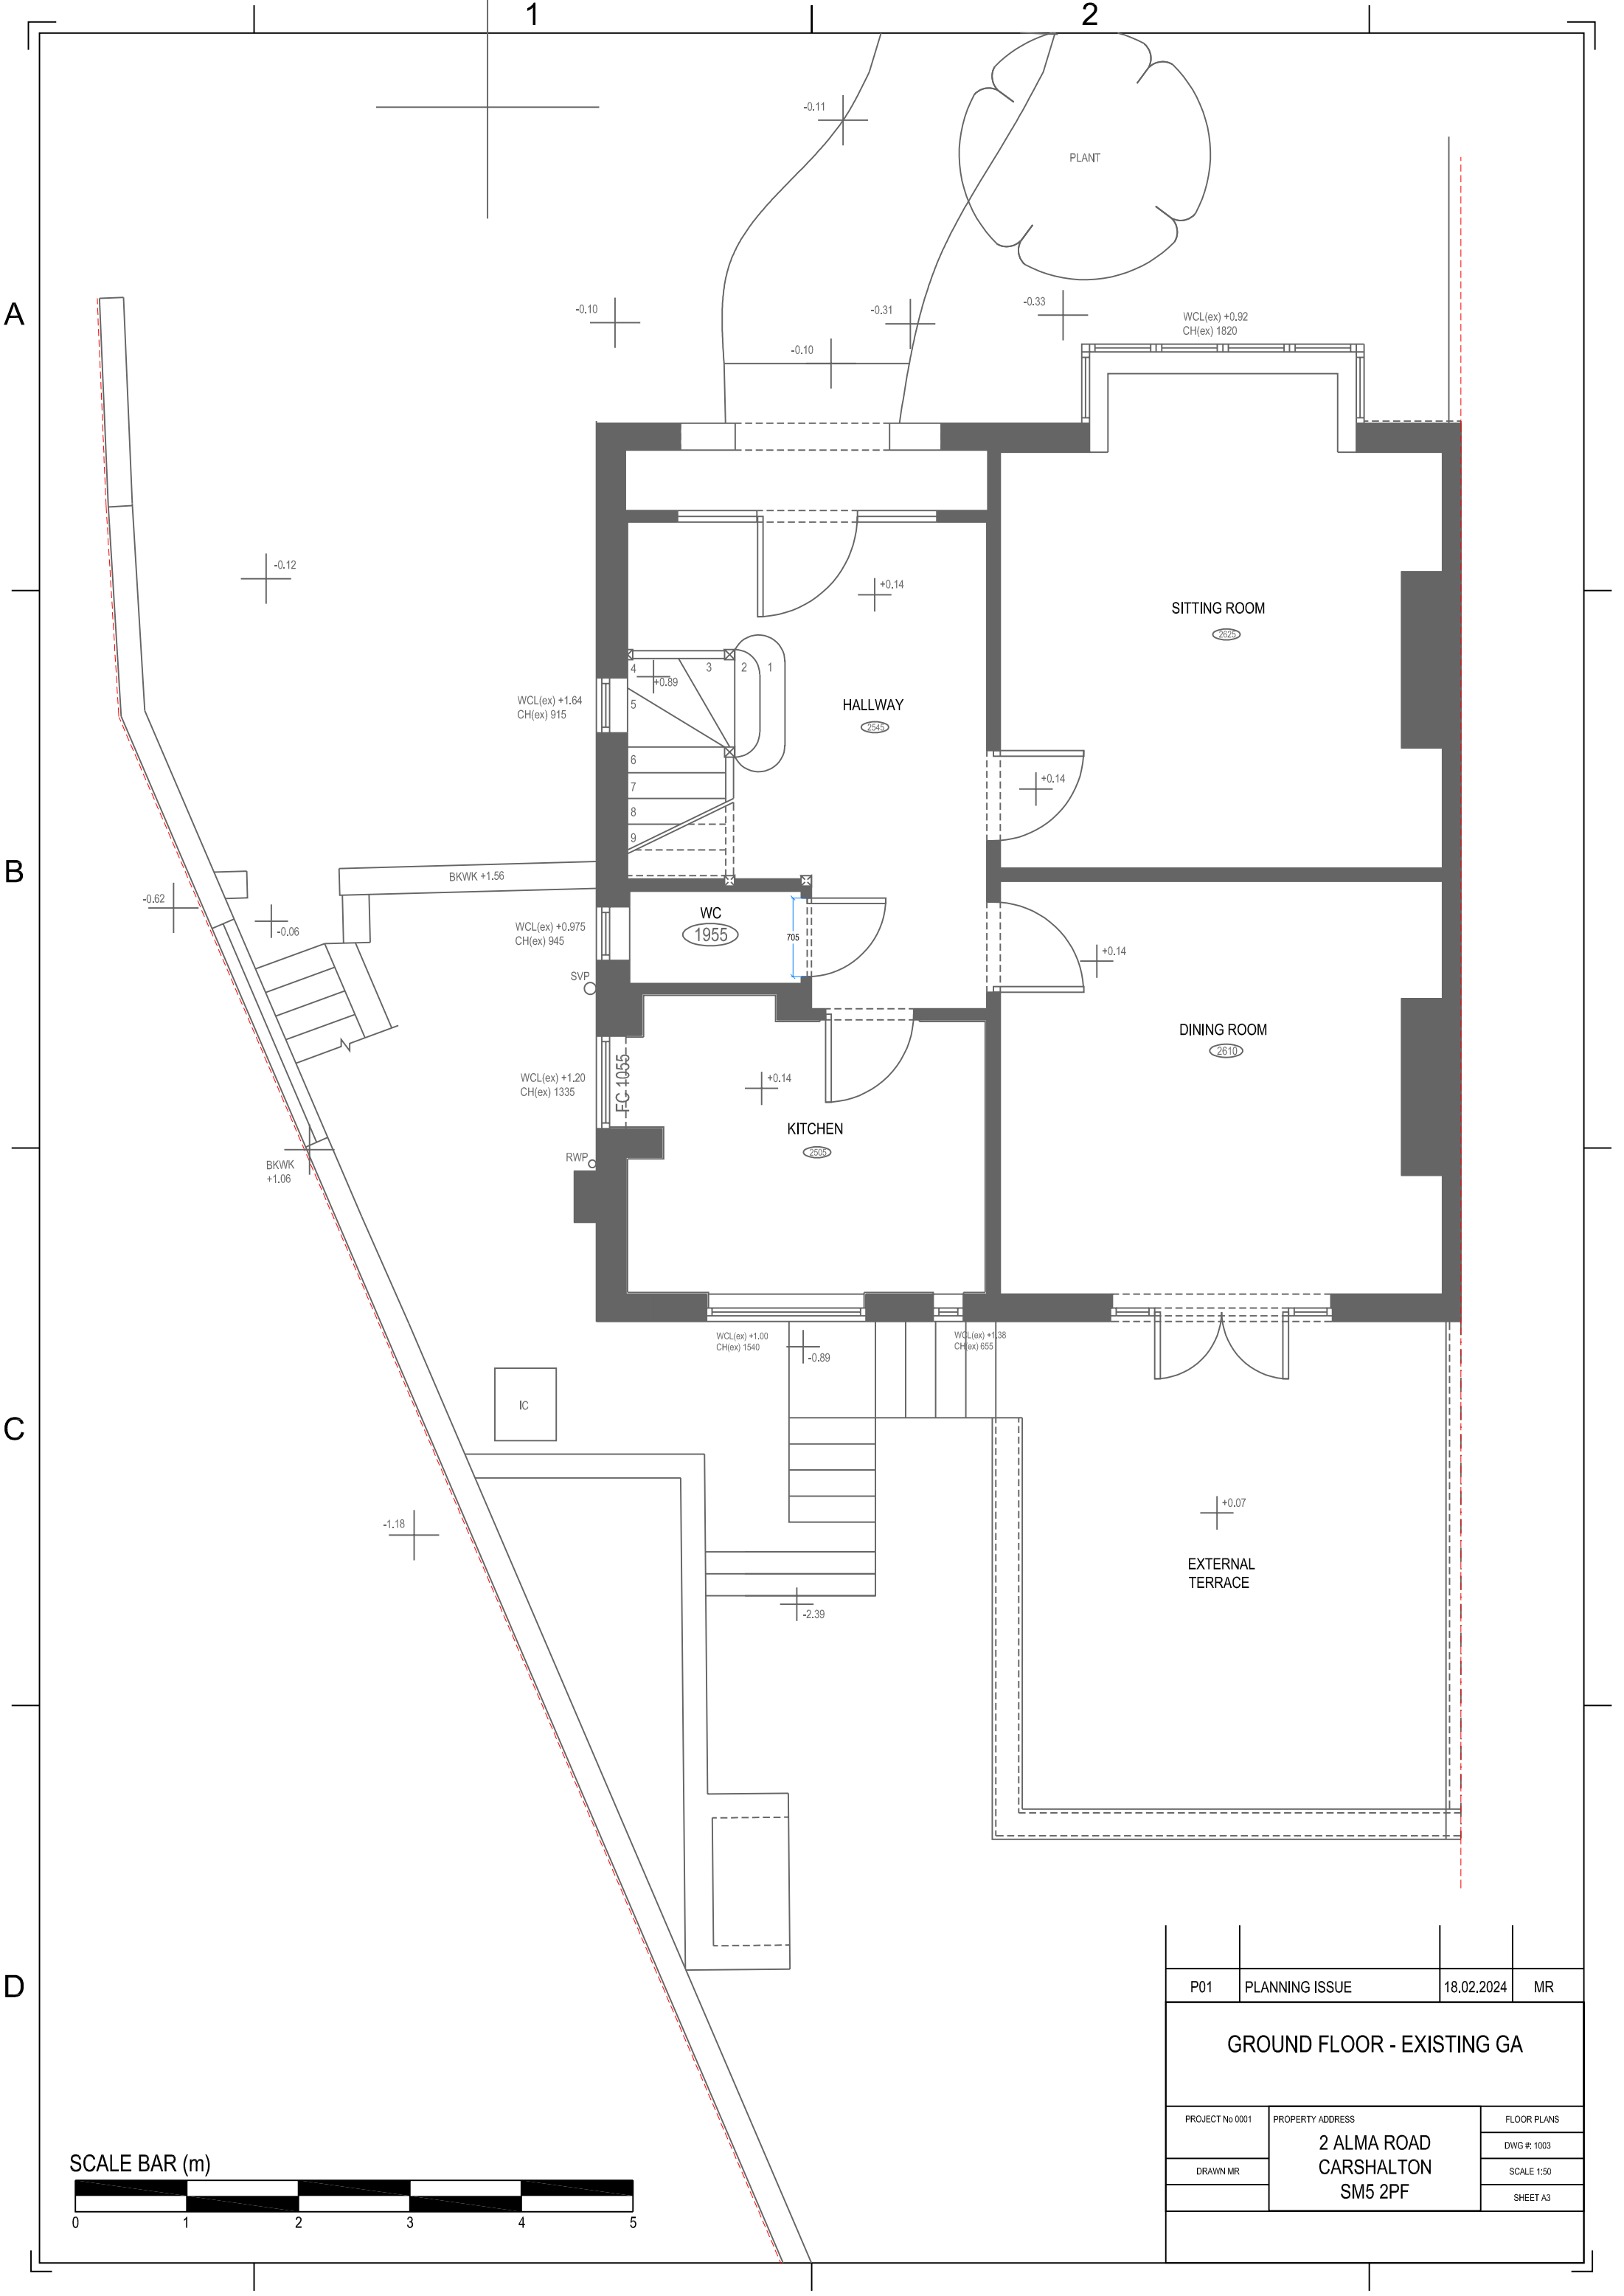 1
2
-0.11
PLANT
A
-0.10
-0.31
-0.33
WCL(ex) +0.92
CH(ex) 1820
-0.10
-0.12
+0.14
SITTING ROOM
2625
4
3
2
1
+0.89
5
WCL(ex) +1.64
CH(ex) 915
HALLWAY
2545
6
7
8
9
+0.14
B
BKWK +1.56
-0.62
-0.06
WCL(ex) +0.975
CH(ex) 945
WC
1955
705
+0.14
SVP
DINING ROOM
2610
WCL(ex) +1.20
CH(ex) 1335
FC 1055
+0.14
KITCHEN
2505
RWP
BKWK
+1.06
WCL(ex) +1.00
CH(ex) 1540
-0.89
WCL(ex) +1.38
CH(ex) 655
IC
C
-1.18
+0.07
EXTERNAL
TERRACE
-2.39
D
P01 PLANNING ISSUE 18.02.2024 MR
GROUND FLOOR - EXISTING GA
PROJECT No 0001
PROPERTY ADDRESS
FLOOR PLANS
2 ALMA ROAD
CARSHALTON
SM5 2PF
DWG #: 1003
DRAWN MR
SCALE 1:50
SHEET A3
SCALE BAR (m)
0 1 2 3 4 5